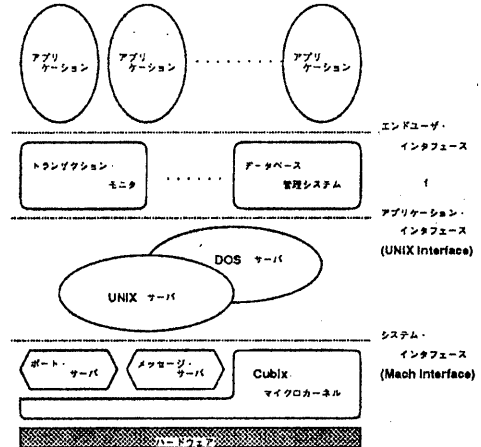 アプリ
ケーション
アプリ
ケーション
アプリ
ケーション
エンドユーザ・
インタフェース
トランザクション・
モニタ
データベース
管理システム
アプリケーション・
インタフェース
(UNIX Interface)
DOS サーバ
UNIX サーバ
システム・
インタフェース
(Mach Interface)
ポート・
サーバ
メッセージ・
サーバ
Cubix
マイクロカーネル
ハードウェア